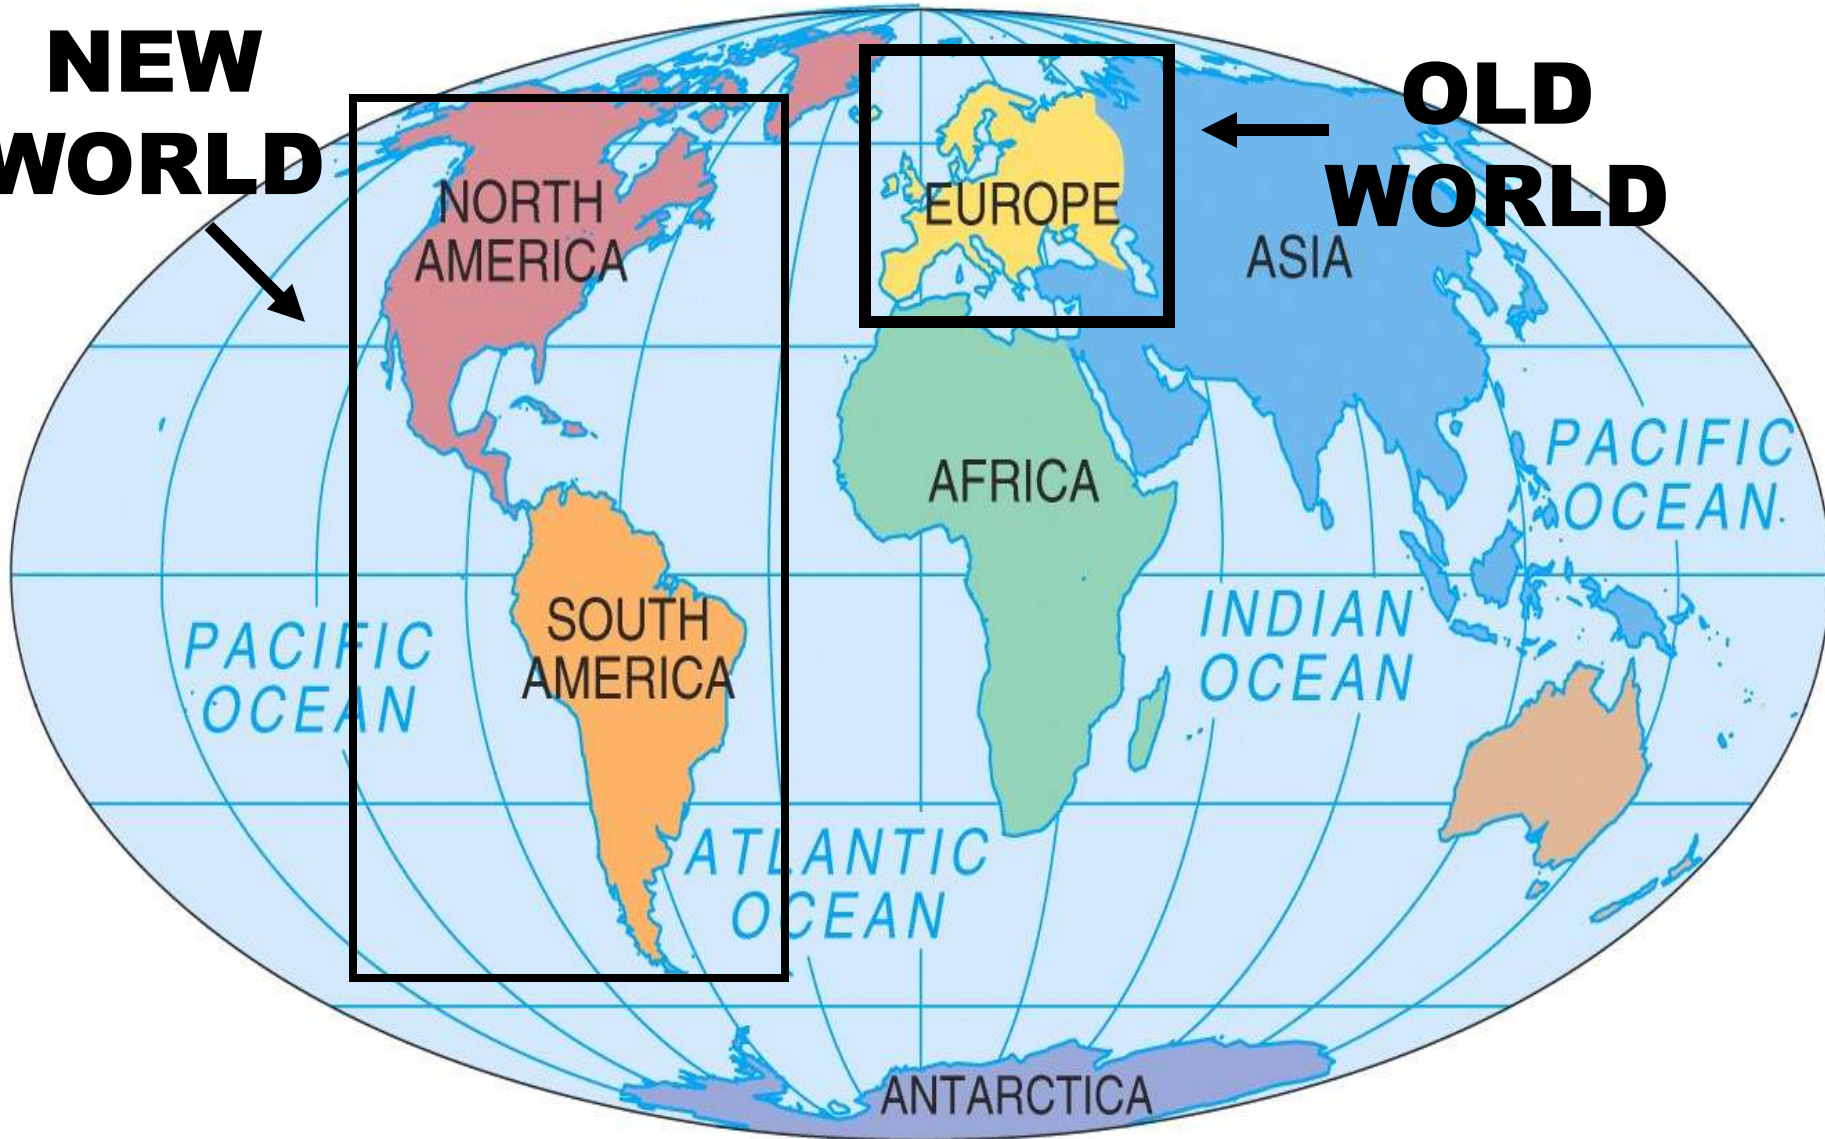 NEW
WORLD
OLD
WORLD
NORTH
AMERICA
EUROPE
ASIA
AFRICA
PACIFIC
OCEAN
SOUTH
AMERICA
PACIFIC
OCEAN
INDIAN
OCEAN
ATLANTIC
OCEAN
ANTARCTICA